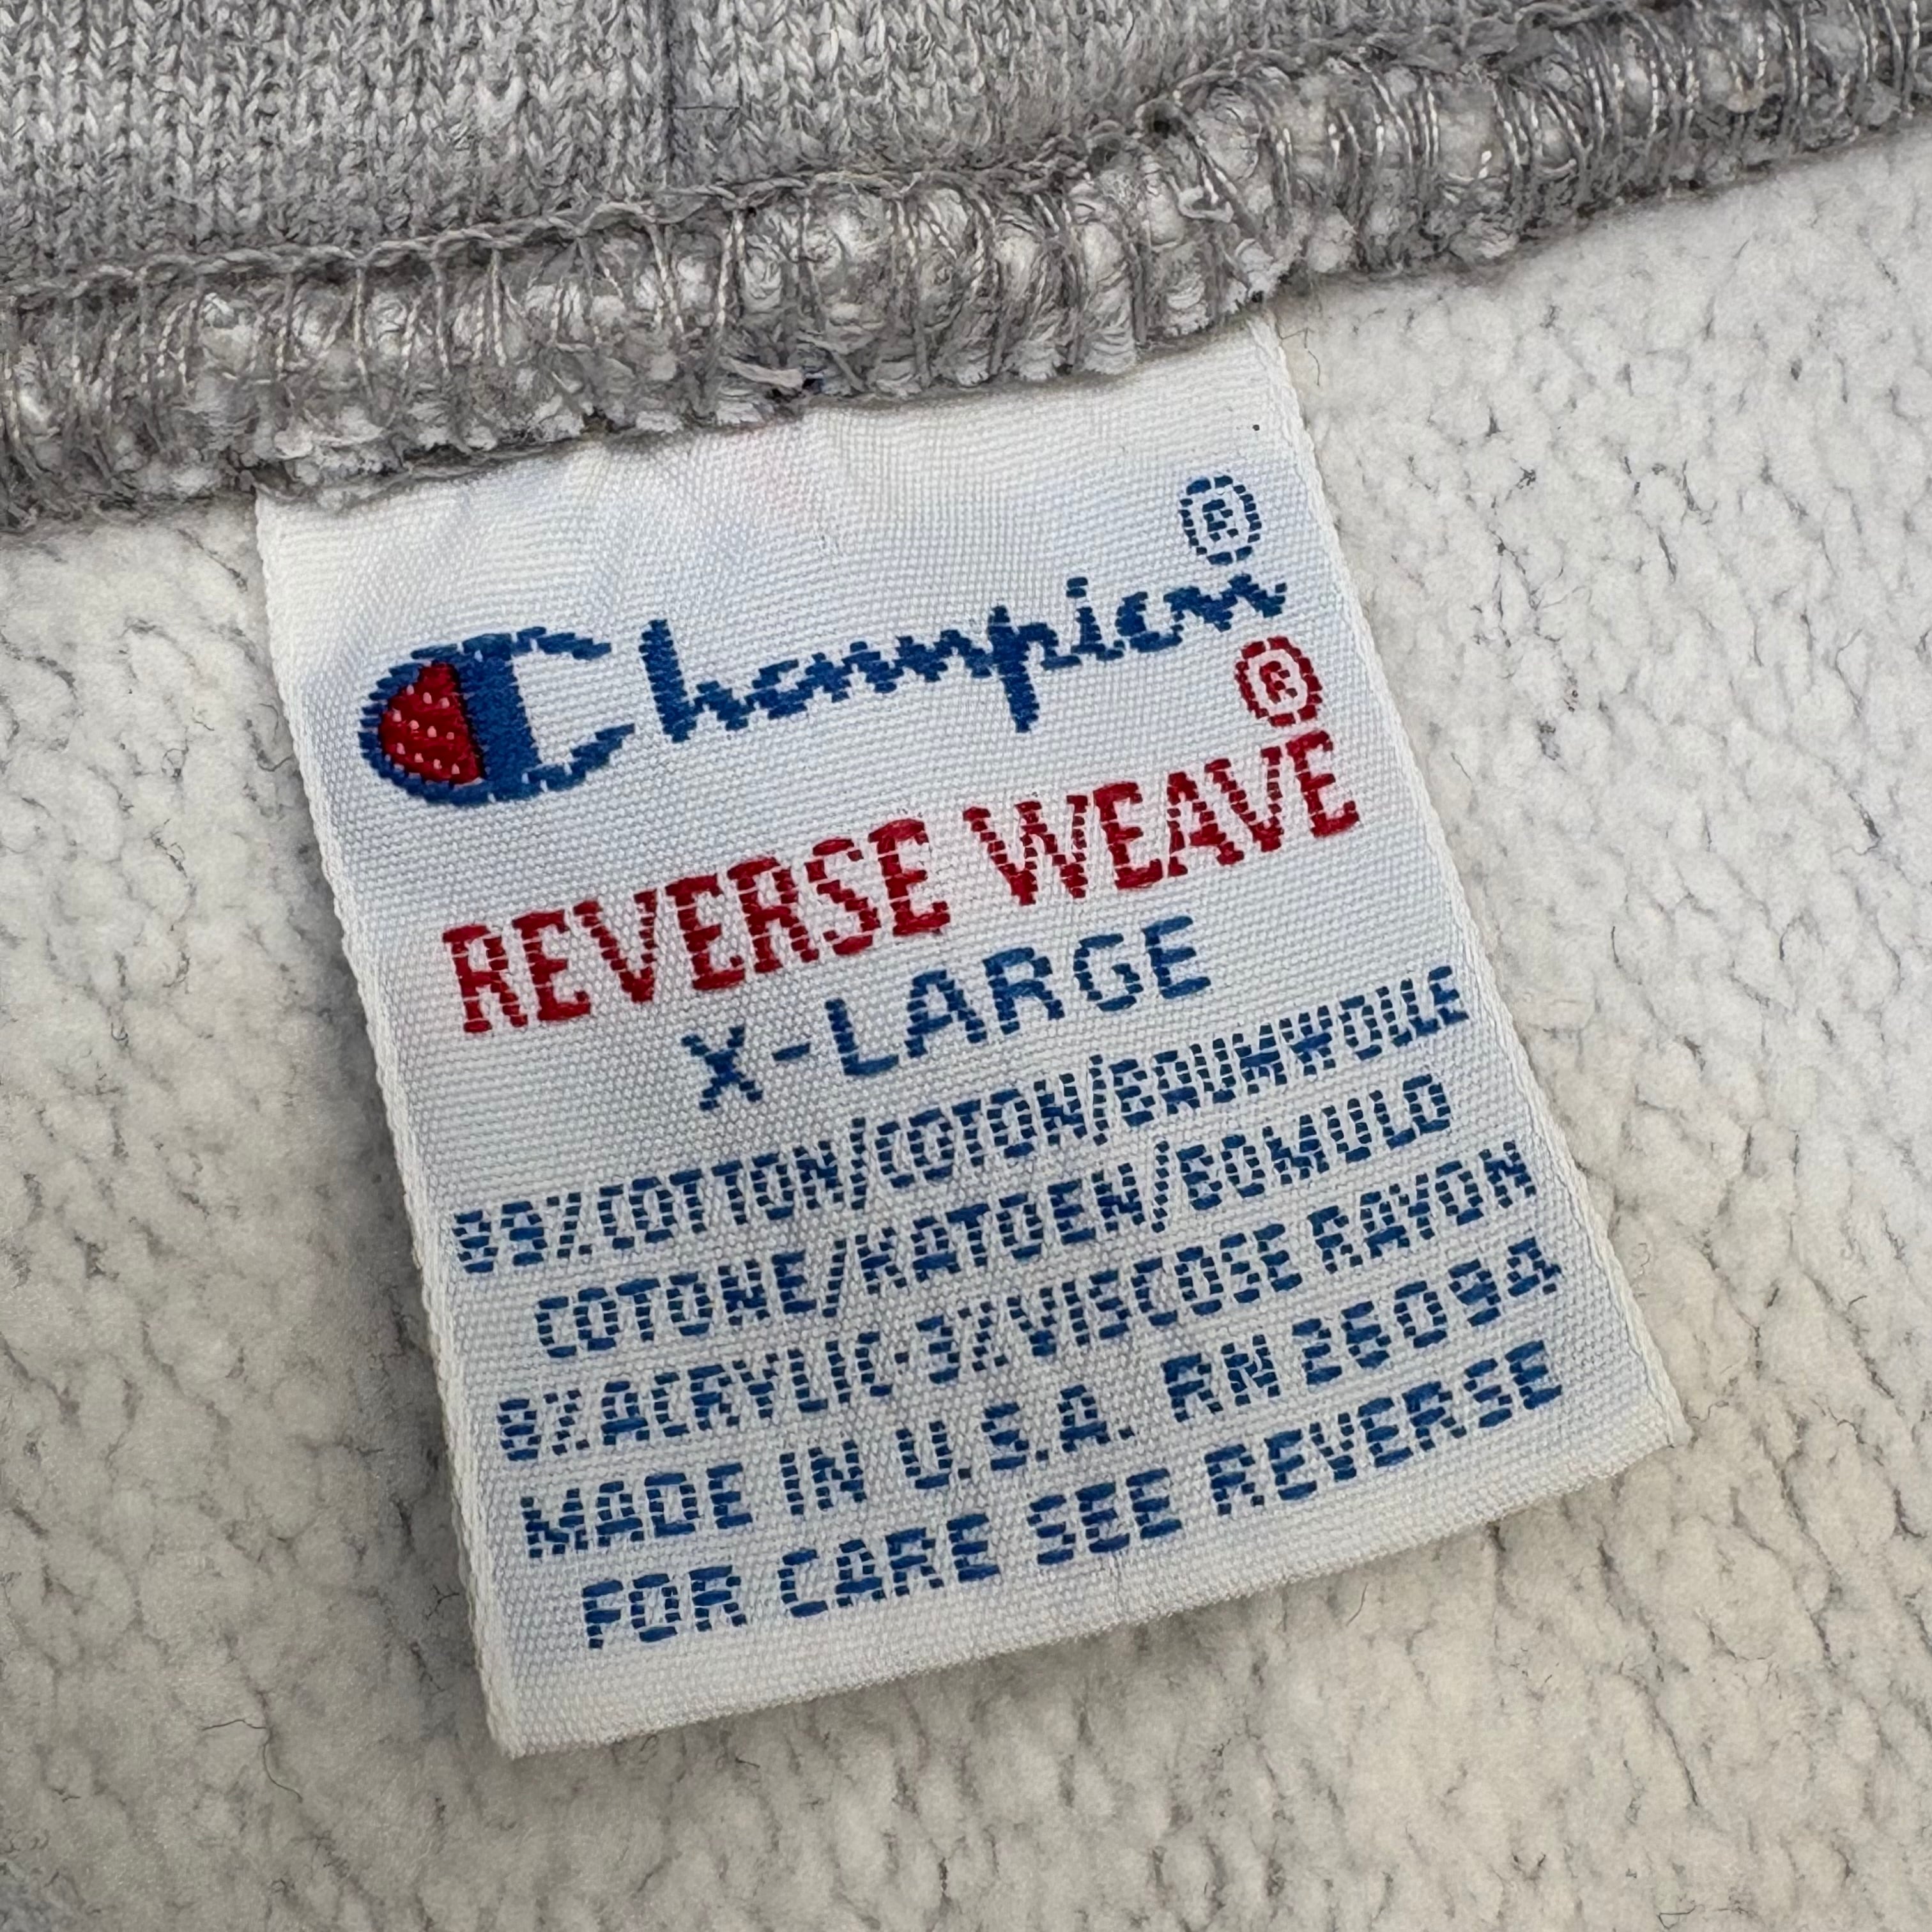 Champion®
REVERSE WEAVE®
X-LARGE
89%COTTON/COTON/BAUMWOLLE
COTONE/KATOEN/BOMULD
8%ACRYLIC-3%VISCOSE RAYON
MADE IN U.S.A. RN 26094
FOR CARE SEE REVERSE